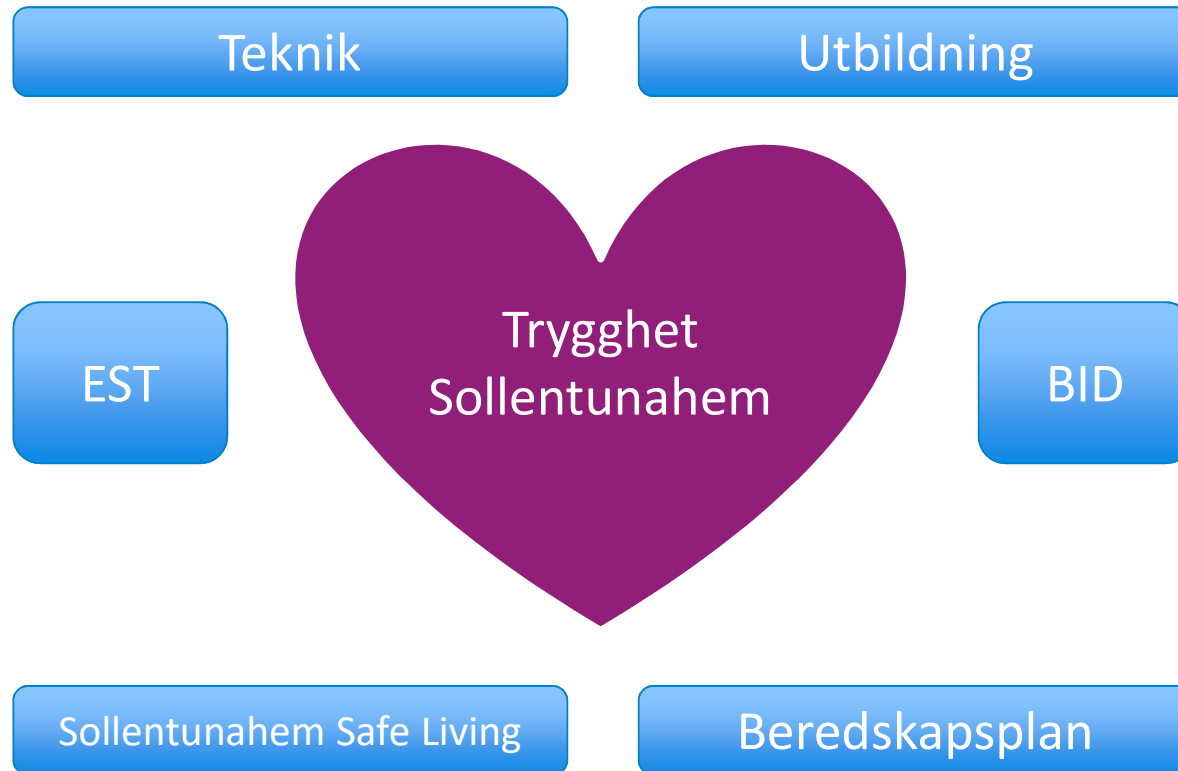 Teknik
Utbildning
Trygghet
Sollentunahem
EST
BID
Sollentunahem Safe Living
Beredskapsplan